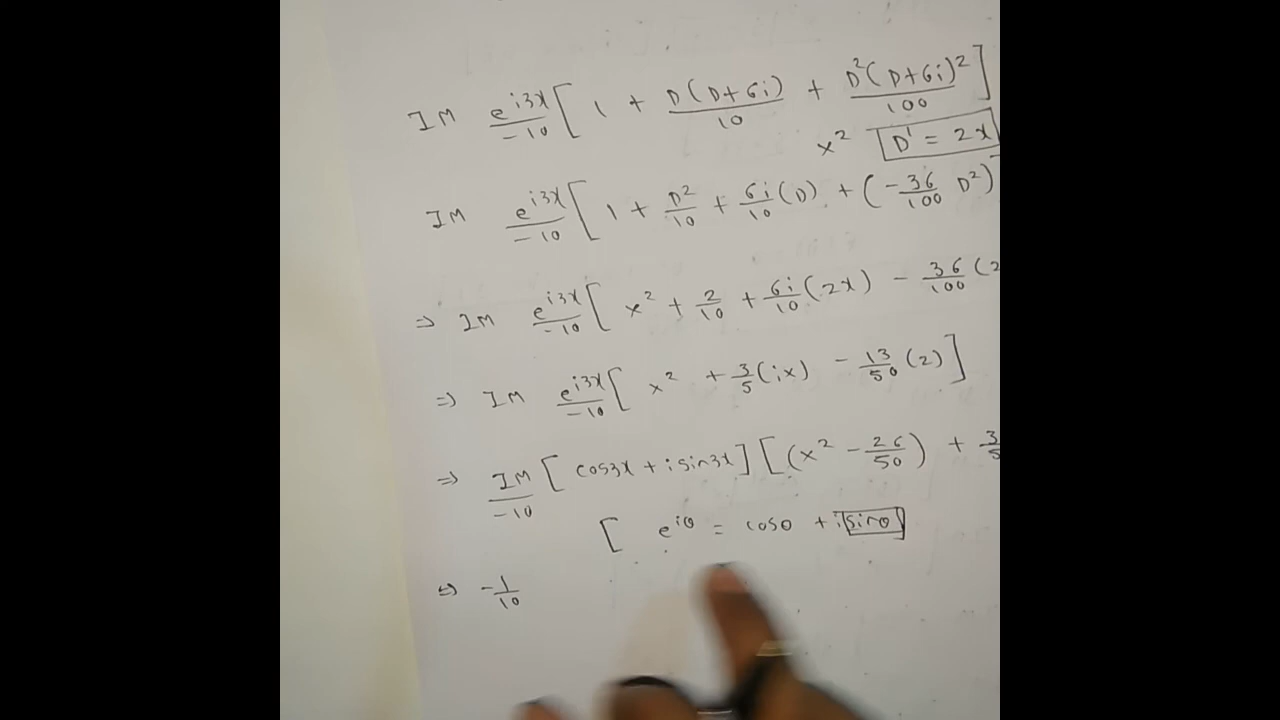 IM e^{i3x}/-10 [ 1 + D(D+6i)/10 + D²(D+6i)²/100 ]
x² D' = 2x
IM e^{i3x}/-10 [ 1 + D²/10 + 6i/10 (D) + (-36/100 D²)
⇒ IM e^{i3x}/-10 [ x² + 2/10 + 6i/10 (2x) - 36/100 (2
⇒ IM e^{i3x}/-10 [ x² + 3/5 (ix) - 13/50 (2) ]
⇒ IM/-10 [ cos3x + i sin3x ] [ (x² - 26/50) + 3/5
[ e^{iθ} = cosθ + i sinθ
⇒ -1/10